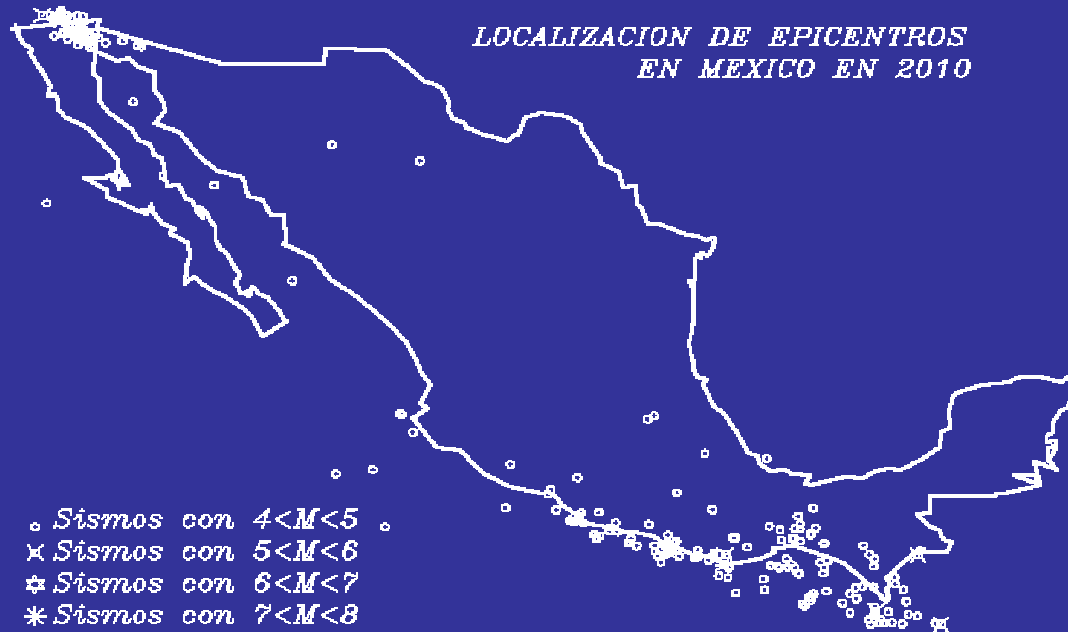 LOCALIZACION DE EPICENTROS
EN MEXICO EN 2010
Sismos con 4<M<5
Sismos con 5<M<6
Sismos con 6<M<7
Sismos con 7<M<8